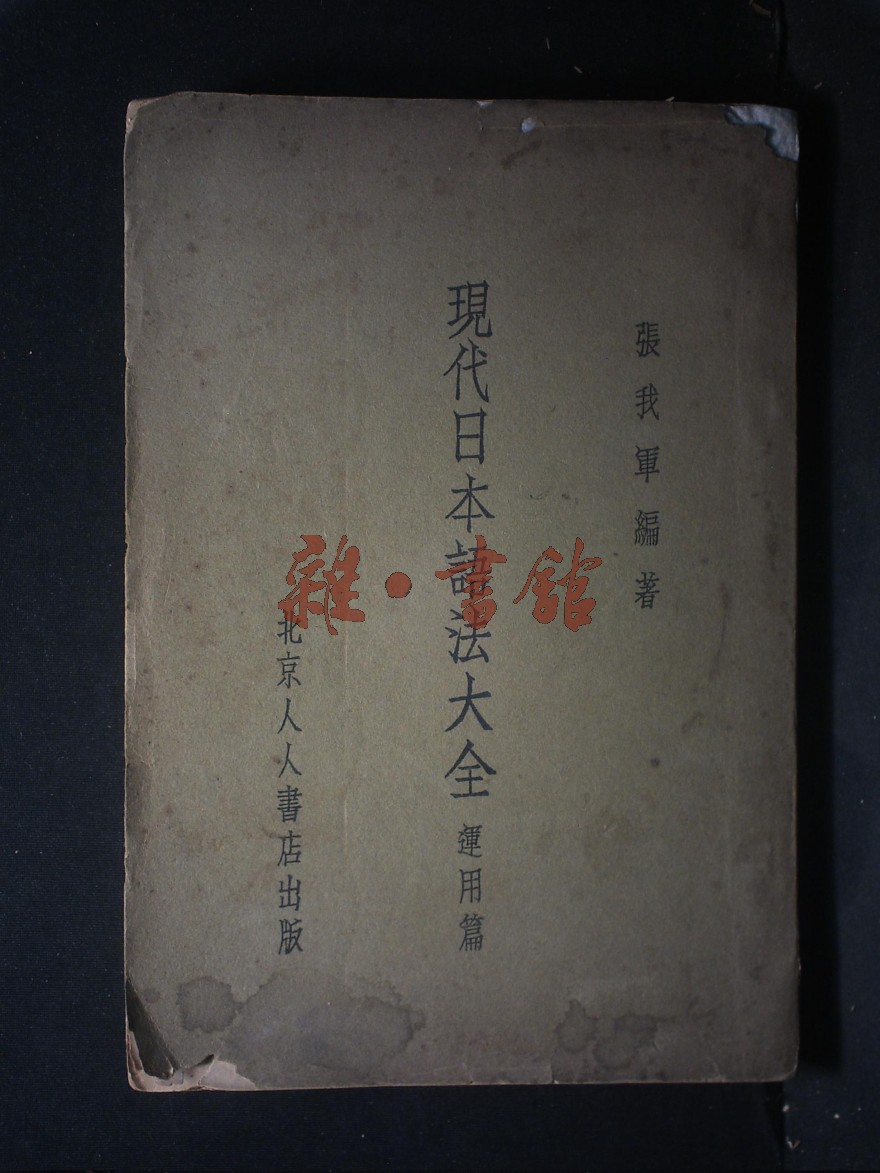 張我軍編著
現代日本語法大全 運用篇
北京人人書店出版
雜·書館